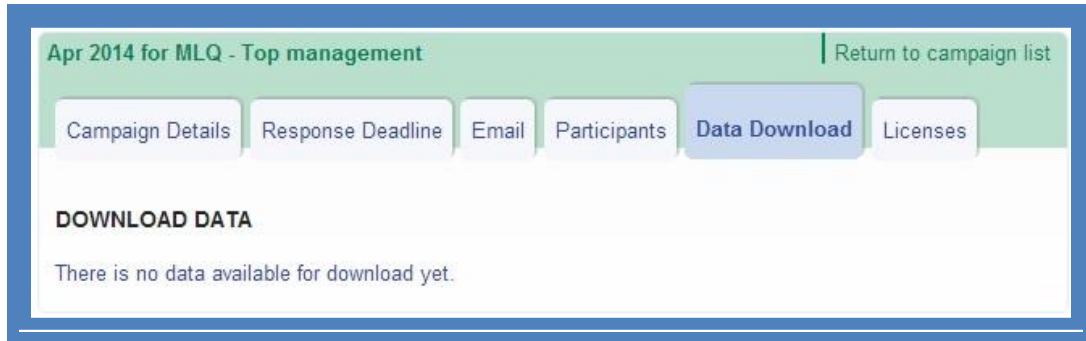 Apr 2014 for MLQ - Top management Return to campaign list
Campaign Details Response Deadline Email Participants Data Download Licenses
DOWNLOAD DATA
There is no data available for download yet.